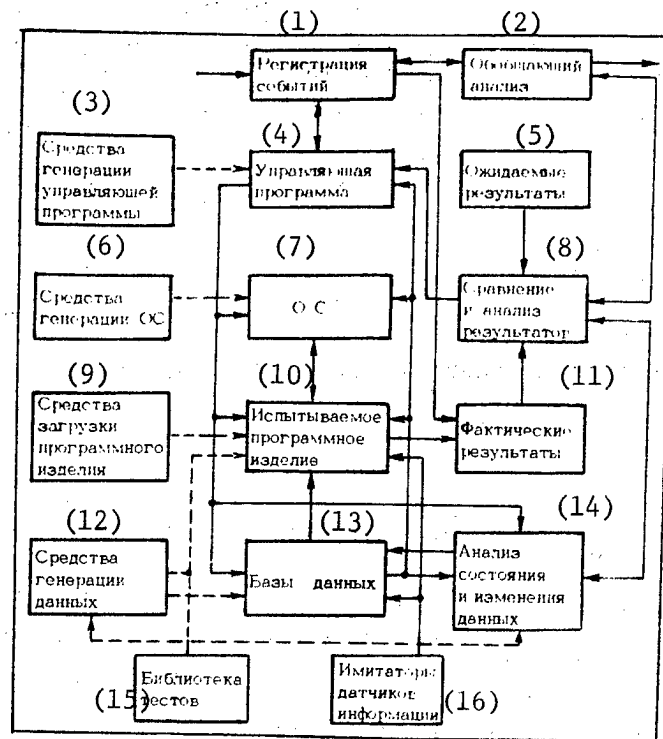 (1)
(2)
Регистрация
событий
Обобщающий
анализ
(3)
(4)
(5)
Средства
генерации
управляющей
программы
Управляющая
программа
Ожидаемые
результаты
(6)
(7)
(8)
Средства
генерации ОС
ОС
Сравнение
и анализ
результатор
(9)
(10)
(11)
Средства
загрузки
программного
изделия
Испытываемое
программное
изделие
Фактические
результаты
(12)
(13)
(14)
Средства
генерации
данных
Базы данных
Анализ
состояния
и изменения
данных
(15)
Библиотека
тестов
Имитаторы
датчиков
информации
(16)